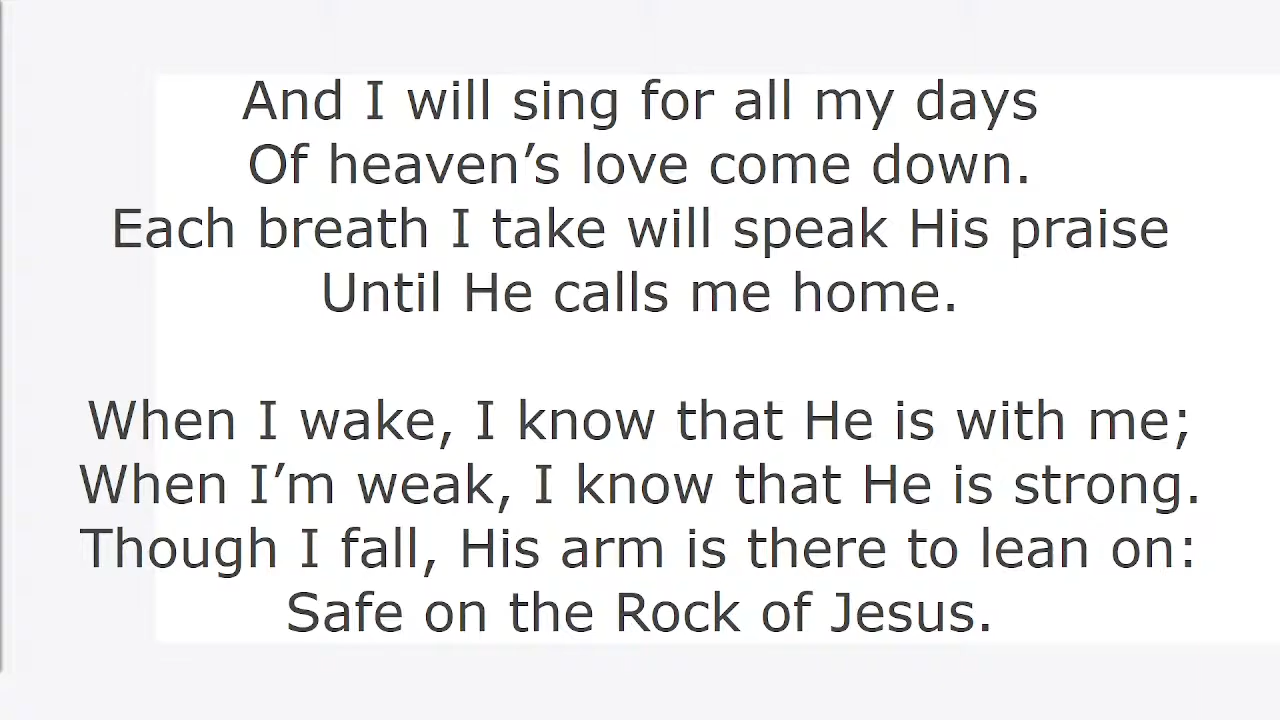 And I will sing for all my days
Of heaven’s love come down.
Each breath I take will speak His praise
Until He calls me home.
When I wake, I know that He is with me;
When I’m weak, I know that He is strong.
Though I fall, His arm is there to lean on:
Safe on the Rock of Jesus.